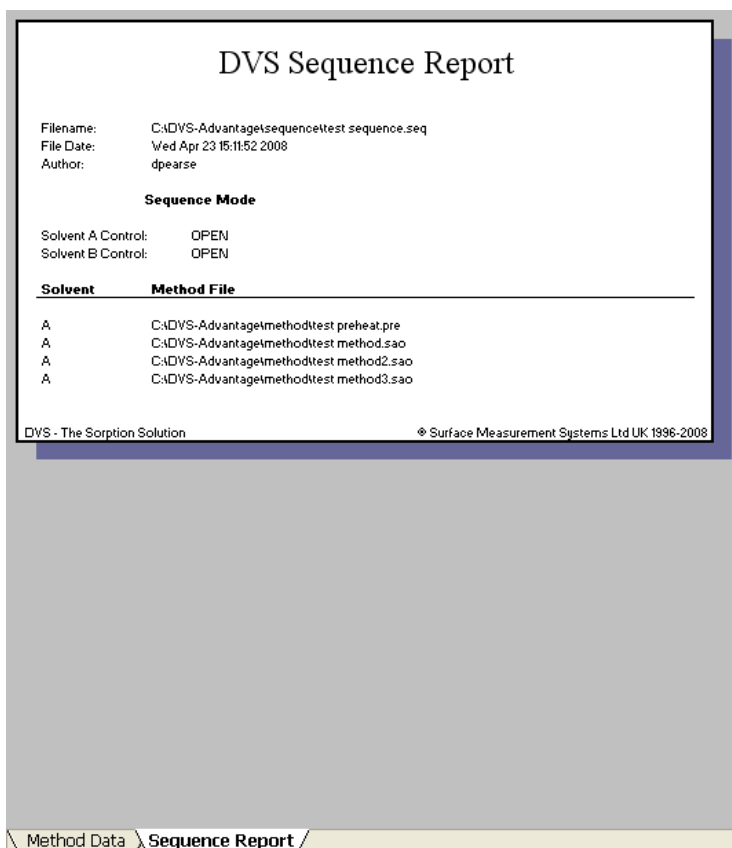 DVS Sequence Report
Filename: C:\DVS-Advantage\sequence\test sequence.seq
File Date: Wed Apr 23 15:11:52 2008
Author: dpearse
Sequence Mode
Solvent A Control: OPEN
Solvent B Control: OPEN
Solvent Method File
A C:\DVS-Advantage\method\test preheat.pre
A C:\DVS-Advantage\method\test method.sao
A C:\DVS-Advantage\method\test method2.sao
A C:\DVS-Advantage\method\test method3.sao
DVS - The Sorption Solution © Surface Measurement Systems Ltd UK 1996-2008
Method Data Sequence Report